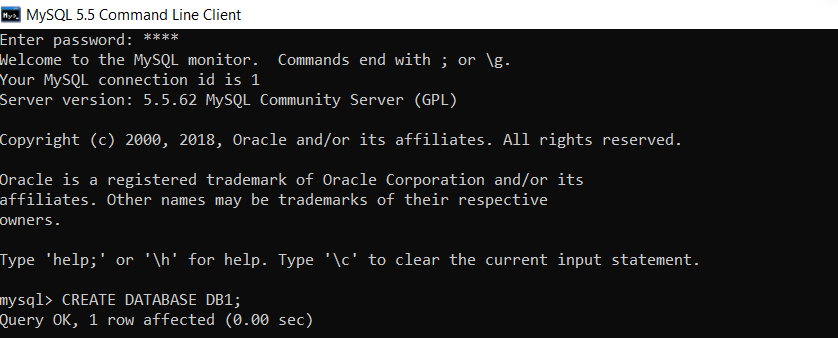 MySQL 5.5 Command Line Client
Enter password: ****
Welcome to the MySQL monitor.  Commands end with ; or \g.
Your MySQL connection id is 1
Server version: 5.5.62 MySQL Community Server (GPL)
Copyright (c) 2000, 2018, Oracle and/or its affiliates. All rights reserved.
Oracle is a registered trademark of Oracle Corporation and/or its
affiliates. Other names may be trademarks of their respective
owners.
Type 'help;' or '\h' for help. Type '\c' to clear the current input statement.
mysql> CREATE DATABASE DB1;
Query OK, 1 row affected (0.00 sec)